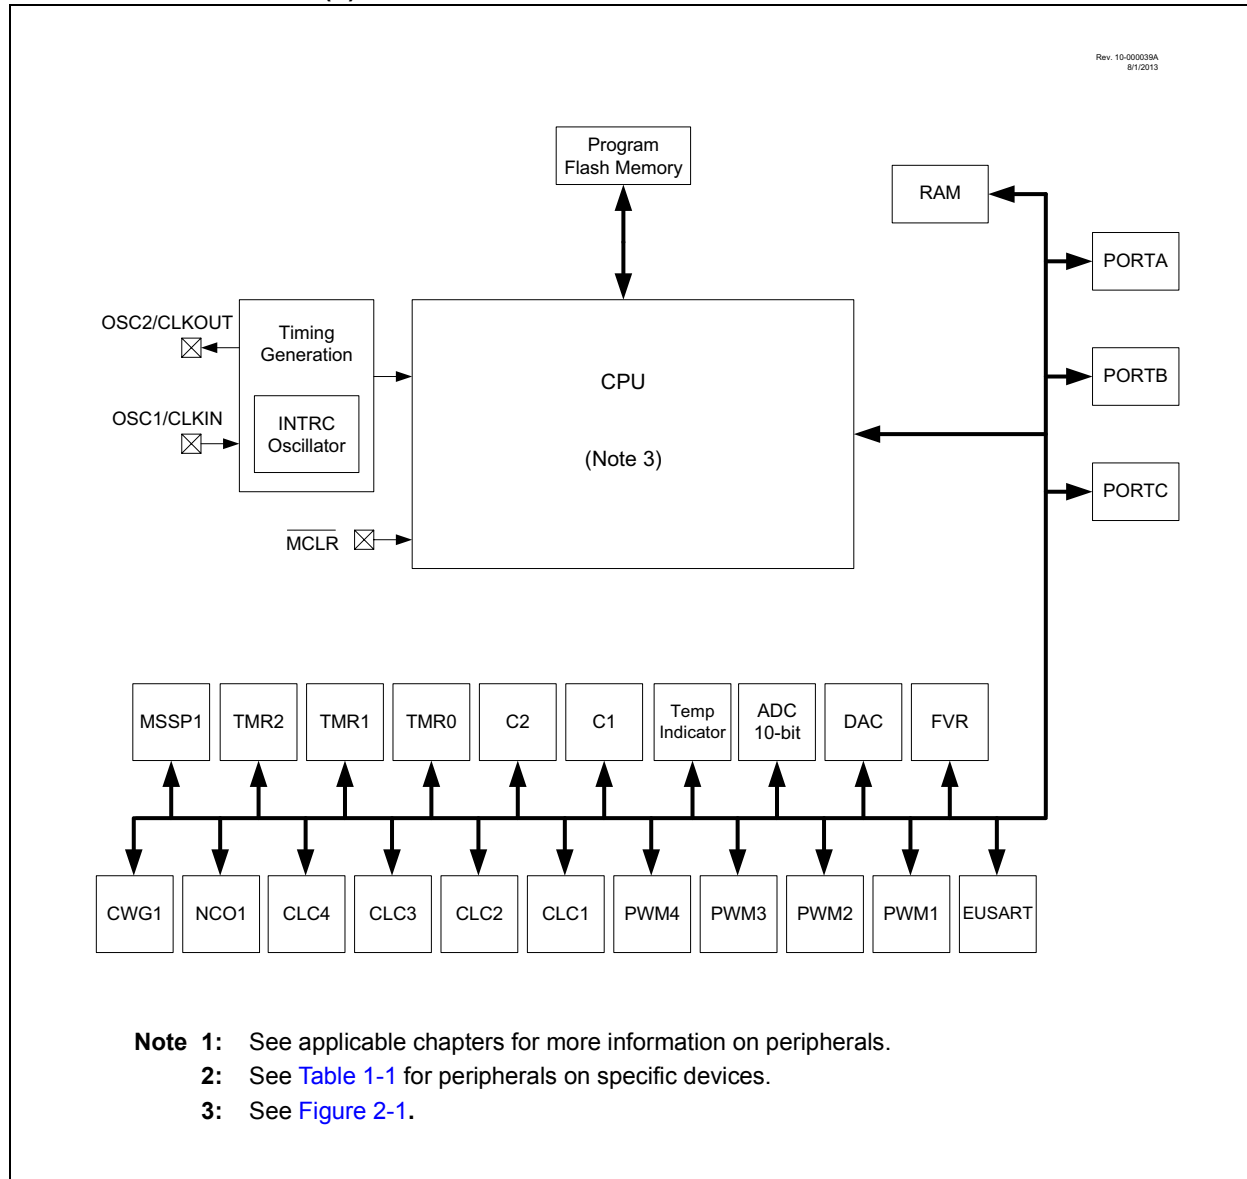 Rev. 10-000039A
8/1/2013
Program
Flash Memory
RAM
PORTA
OSC2/CLKOUT
Timing
Generation
CPU
PORTB
OSC1/CLKIN
INTRC
Oscillator
(Note 3)
PORTC
MCLR
MSSP1
TMR2
TMR1
TMR0
C2
C1
Temp
Indicator
ADC
10-bit
DAC
FVR
CWG1
NCO1
CLC4
CLC3
CLC2
CLC1
PWM4
PWM3
PWM2
PWM1
EUSART
Note 1: See applicable chapters for more information on peripherals.
2: See Table 1-1 for peripherals on specific devices.
3: See Figure 2-1.